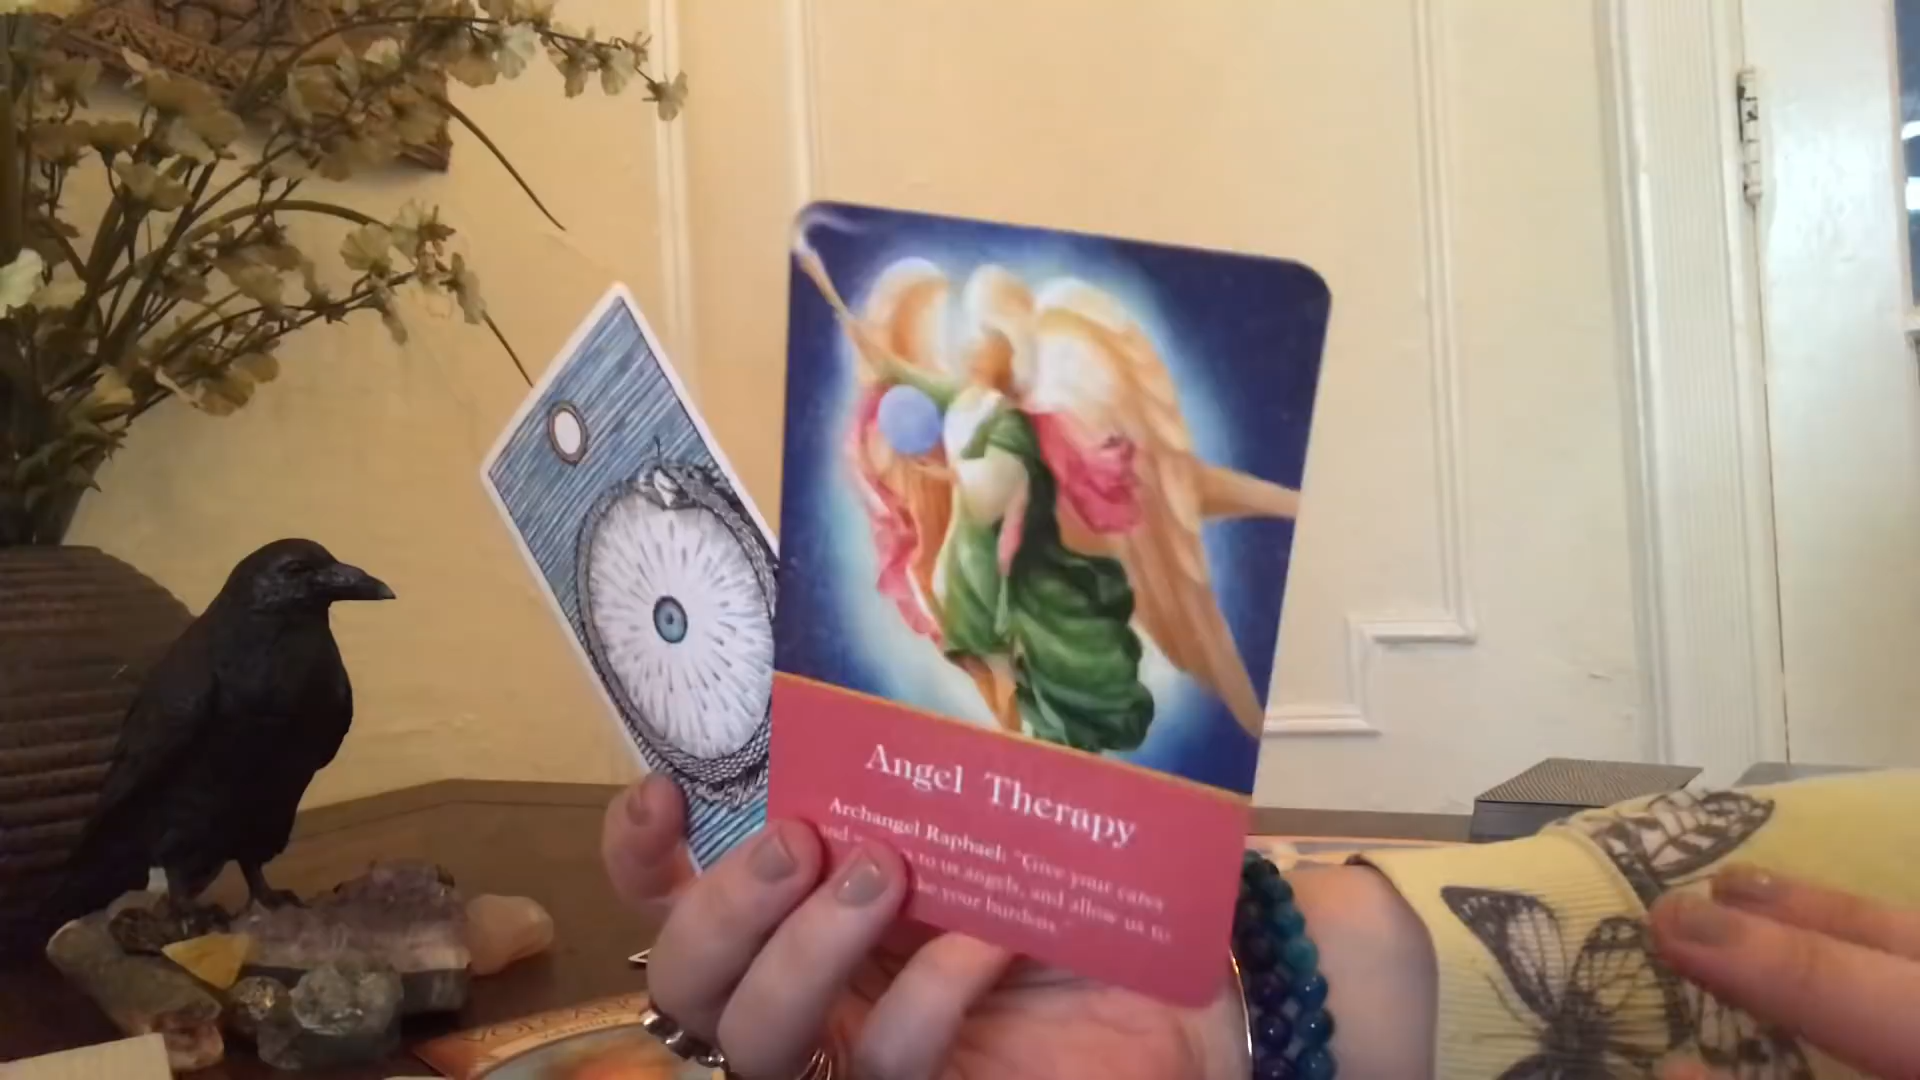 Angel Therapy
Archangel Raphael: "Give your cares
to us angels, and allow us to
your burdens."